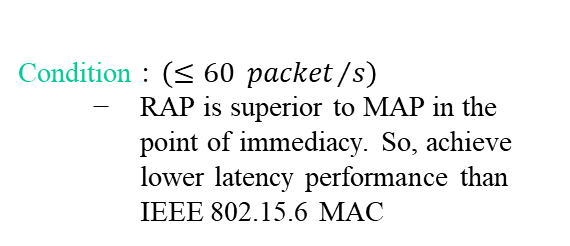 Condition : (≤ 60 packet/s)
– RAP is superior to MAP in the
point of immediacy. So, achieve
lower latency performance than
IEEE 802.15.6 MAC